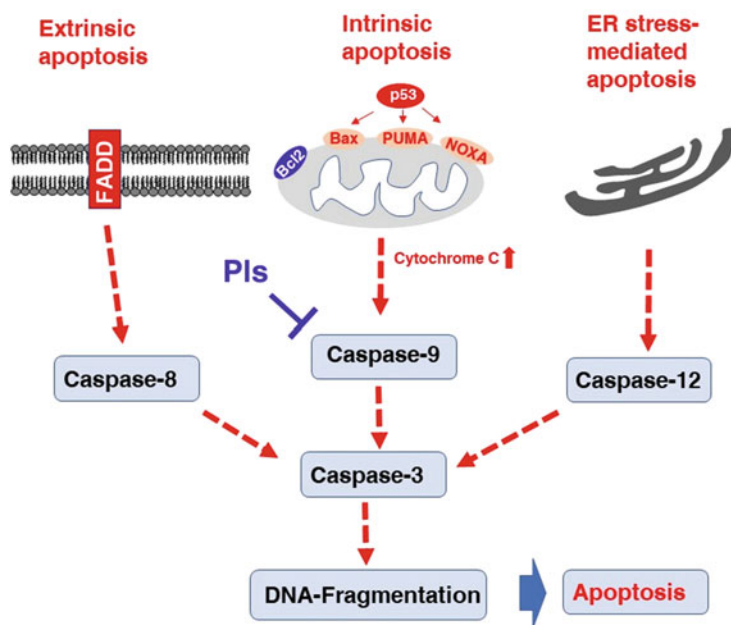 Extrinsic
apoptosis
Intrinsic
apoptosis
ER stress-
mediated
apoptosis
p53
Bax
PUMA
NOXA
Bcl2
FADD
Cytochrome C
Pls
Caspase-8
Caspase-9
Caspase-12
Caspase-3
DNA-Fragmentation
Apoptosis